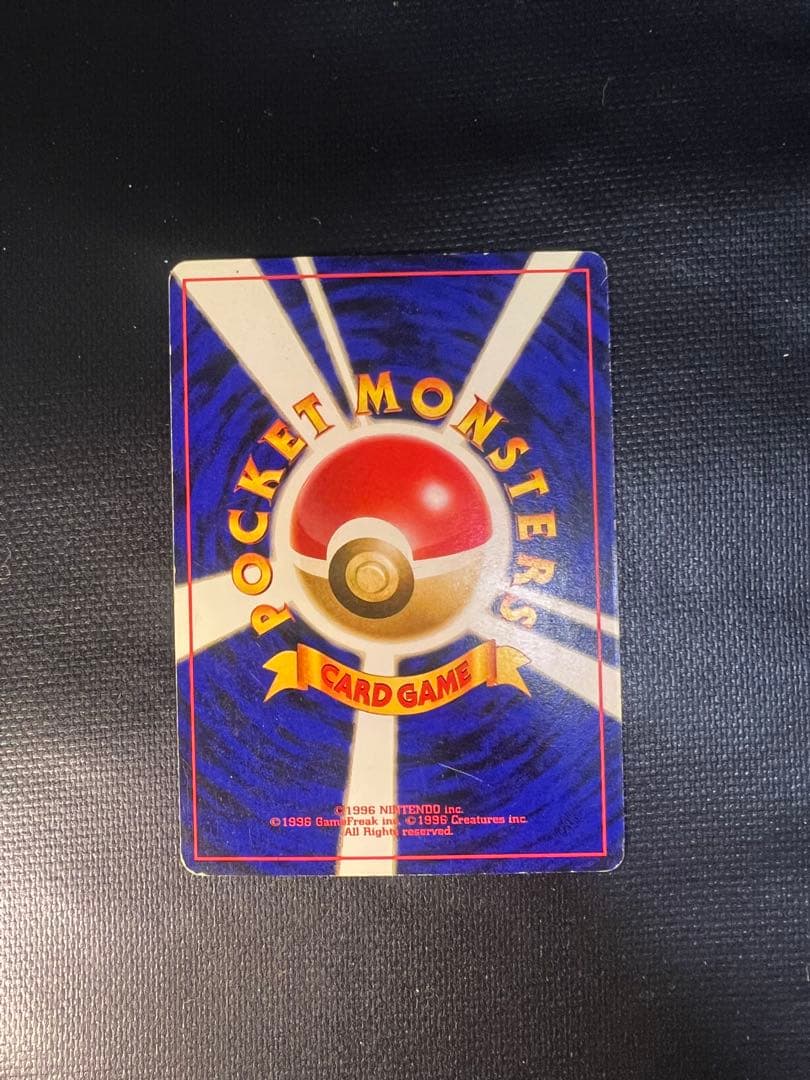 POCKET MONSTERS
CARD GAME
©1996 NINTENDO inc.
©1996 GameFreak inc. ©1996 Creatures inc.
All Rights reserved.